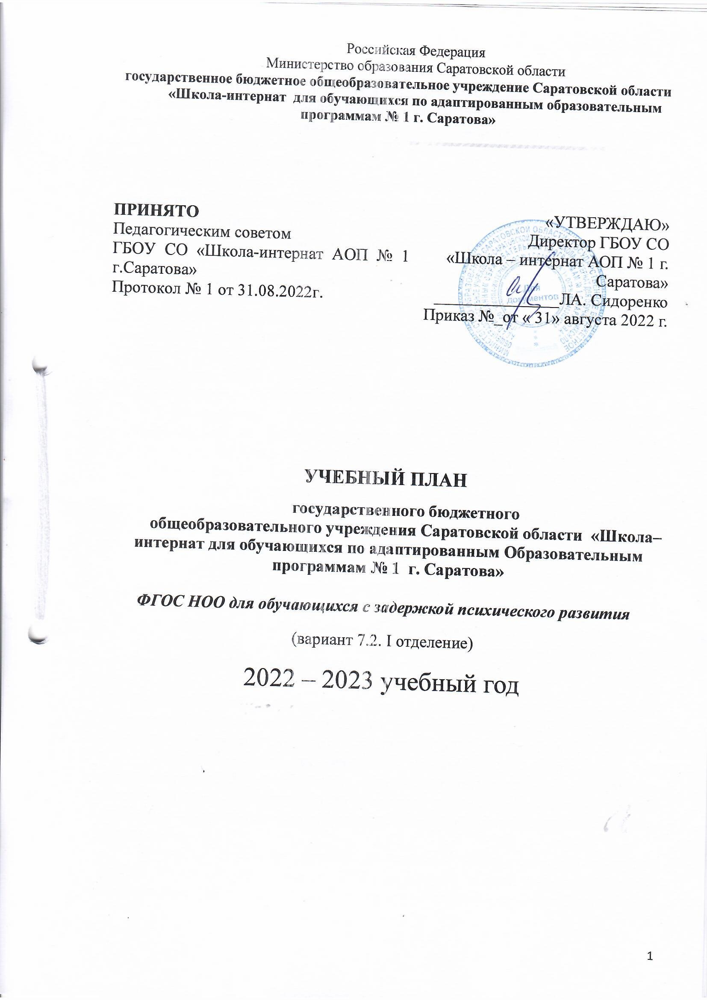 Российская Федерация
Министерство образования Саратовской области
государственное бюджетное общеобразовательное учреждение Саратовской области
«Школа-интернат для обучающихся по адаптированным образовательным
программам № 1 г. Саратова»
ПРИНЯТО
Педагогическим советом
ГБОУ СО «Школа-интернат АОП № 1
г.Саратова»
Протокол № 1 от 31.08.2022г.
«УТВЕРЖДАЮ»
Директор ГБОУ СО
«Школа – интернат АОП № 1 г.
Саратова»
_______________ЛА. Сидоренко
Приказ №_от « 31» августа 2022 г.
Для
документов
УЧЕБНЫЙ ПЛАН
государственного бюджетного
общеобразовательного учреждения Саратовской области «Школа–
интернат для обучающихся по адаптированным Образовательным
программам № 1 г. Саратова»
ФГОС НОО для обучающихся с задержкой психического развития
(вариант 7.2. I отделение)
2022 – 2023 учебный год
1